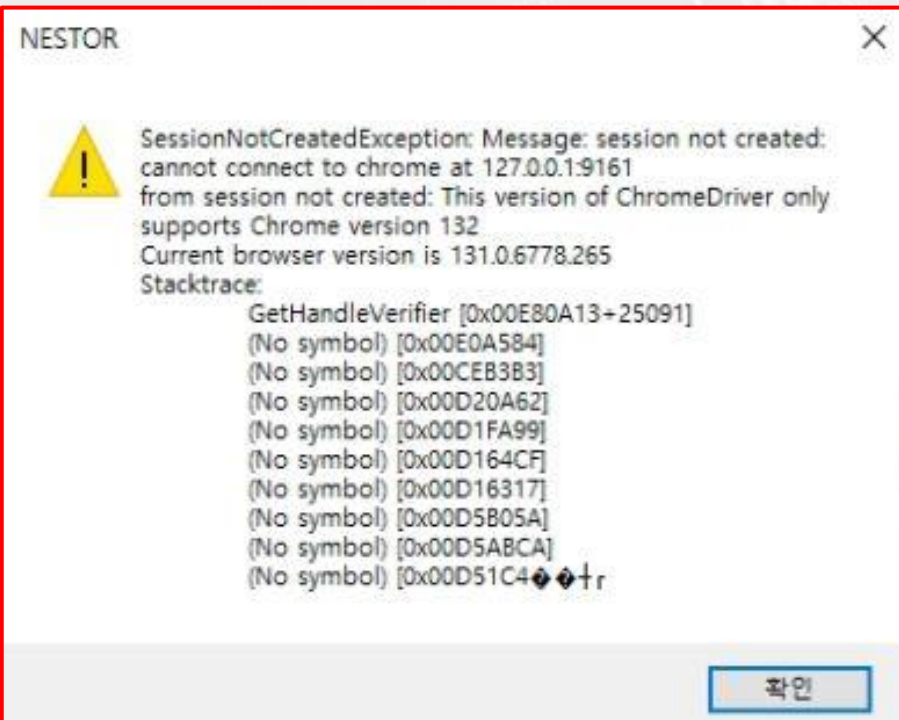 NESTOR
SessionNotCreatedException: Message: session not created:
cannot connect to chrome at 127.0.0.1:9161
from session not created: This version of ChromeDriver only
supports Chrome version 132
Current browser version is 131.0.6778.265
Stacktrace:
GetHandleVerifier [0x00E80A13+25091]
(No symbol) [0x00E0A584]
(No symbol) [0x00CEB3B3]
(No symbol) [0x00D20A62]
(No symbol) [0x00D1FA99]
(No symbol) [0x00D164CF]
(No symbol) [0x00D16317]
(No symbol) [0x00D5B05A]
(No symbol) [0x00D5ABCA]
(No symbol) [0x00D51C4��┼r
확인